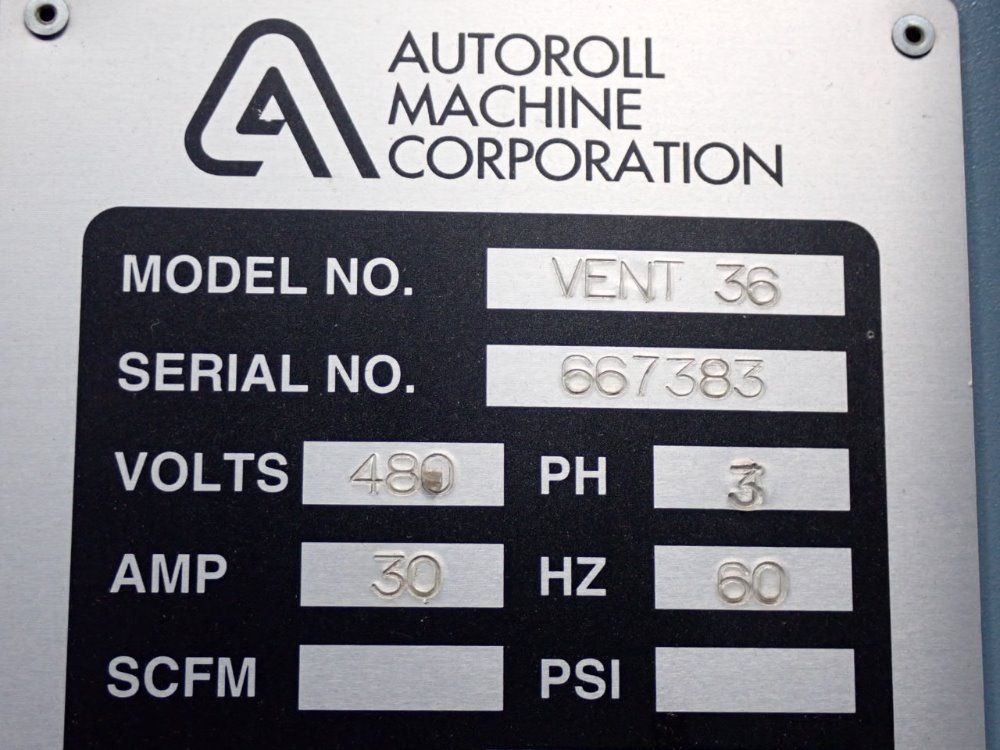 AUTOROLL
MACHINE
CORPORATION
MODEL NO. VENT 36
SERIAL NO. 667383
VOLTS 480 PH 3
AMP 30 HZ 60
SCFM PSI